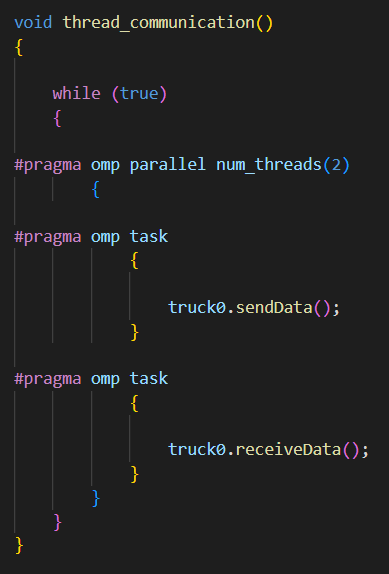 void thread_communication()
{
while (true)
{
#pragma omp parallel num_threads(2)
{
#pragma omp task
{
truck0.sendData();
}
#pragma omp task
{
truck0.receiveData();
}
}
}
}